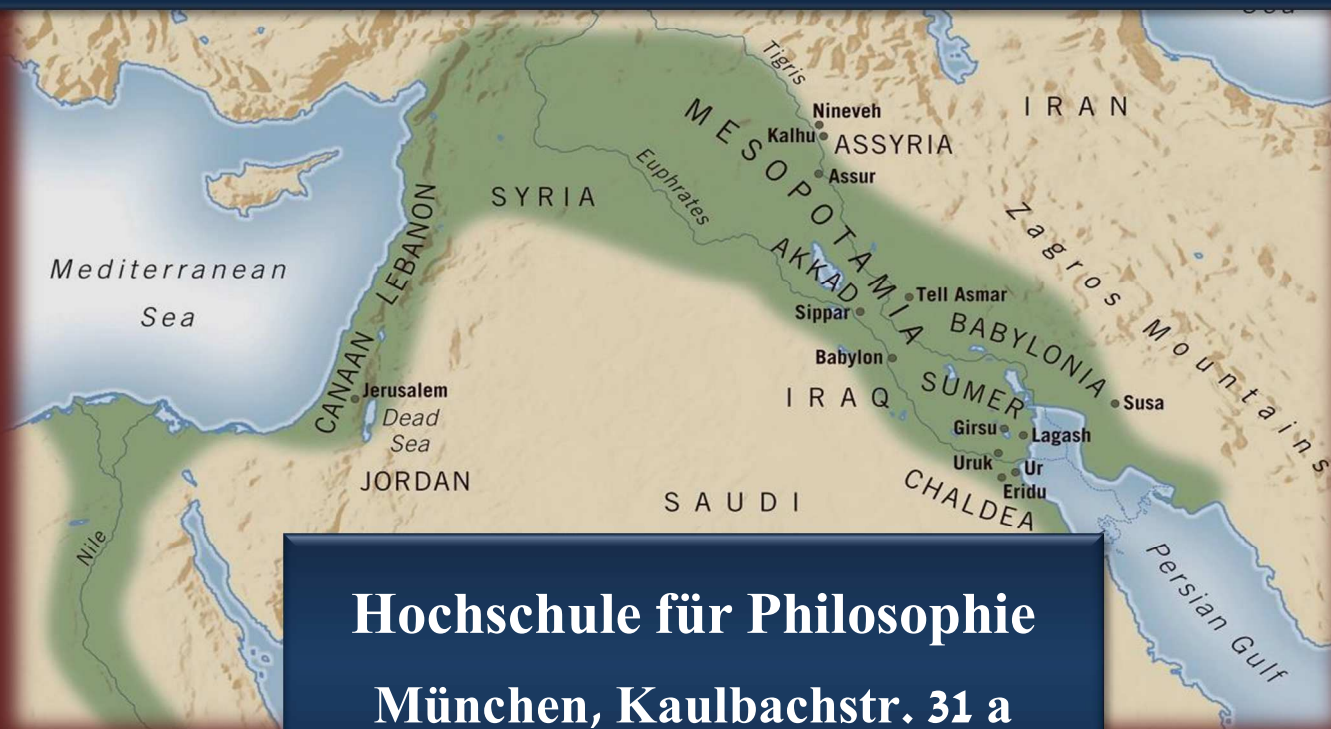 Tigris
IRAN
Nineveh
Kalhu
ASSYRIA
MESOPOTAMIA
Assur
Euphrates
SYRIA
Zagros Mountains
LEBANON
AKKAD
Mediterranean
Sea
Tell Asmar
Sippar
BABYLONIA
Babylon
CANAAN
Jerusalem
IRAQ
SUMER
Susa
Dead
Sea
Girsu
Lagash
Uruk
Ur
JORDAN
CHALDEA
Eridu
SAUDI
Nile
Persian Gulf
Hochschule für Philosophie
München, Kaulbachstr. 31 a